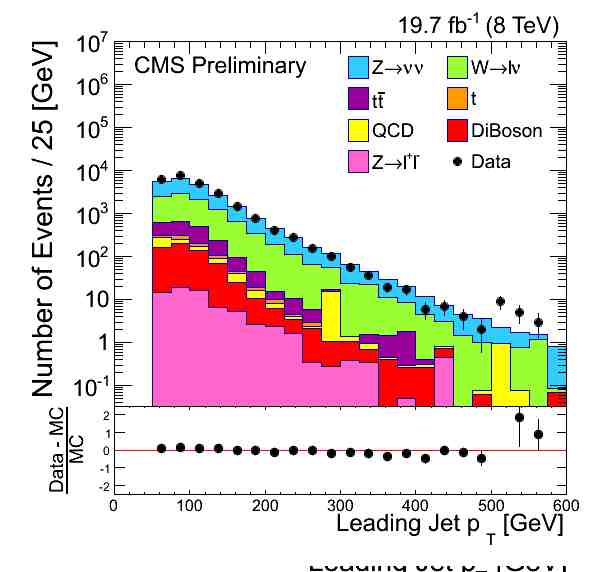 19.7 fb⁻¹ (8 TeV)
CMS Preliminary
Z→νν
W→lν
tt̄
t
QCD
DiBoson
Z→l⁺l⁻
Data
Number of Events / 25 [GeV]
10⁷
10⁶
10⁵
10⁴
10³
10²
10
1
10⁻¹
Data - MC
MC
2
1
0
-1
-2
0 100 200 300 400 500 600
Leading Jet p_T [GeV]